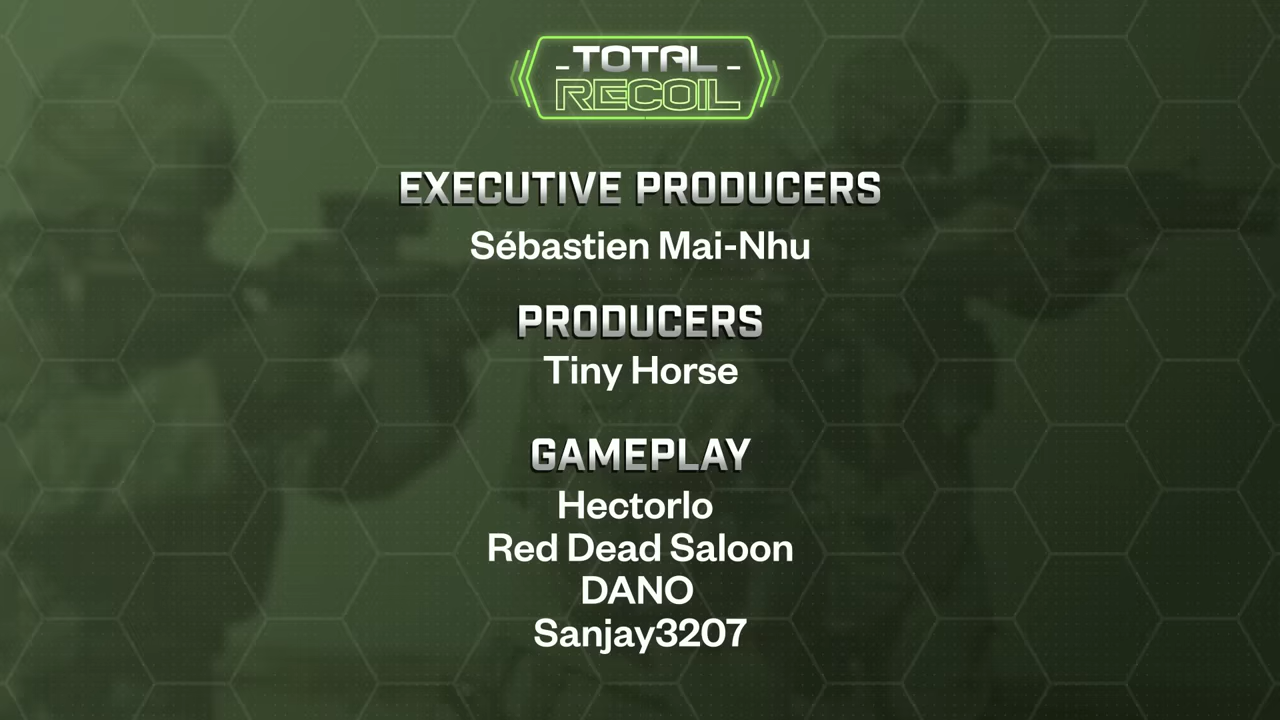 -TOTAL-
RECOIL
EXECUTIVE PRODUCERS
Sébastien Mai-Nhu
PRODUCERS
Tiny Horse
GAMEPLAY
Hectorlo
Red Dead Saloon
DANO
Sanjay3207